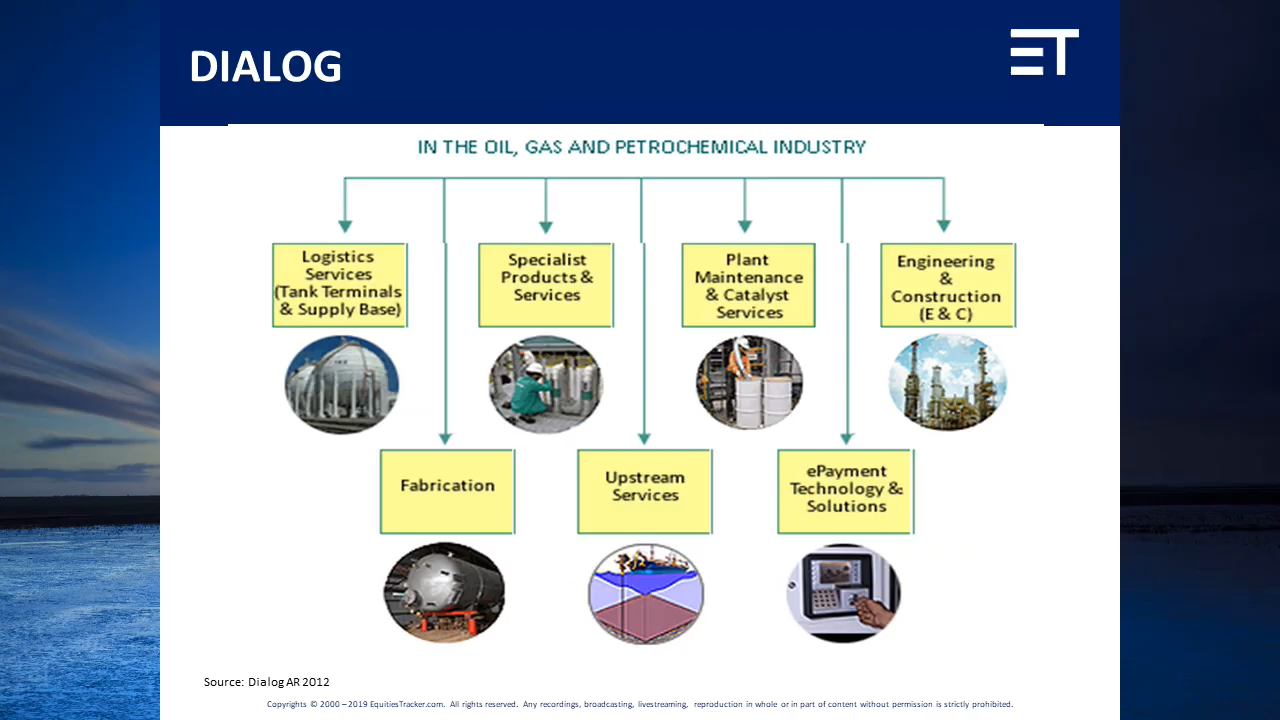 DIALOG
ET
IN THE OIL, GAS AND PETROCHEMICAL INDUSTRY
Logistics
Services
(Tank Terminals
& Supply Base)
Specialist
Products &
Services
Plant
Maintenance
& Catalyst
Services
Engineering
&
Construction
(E & C)
Fabrication
Upstream
Services
ePayment
Technology &
Solutions
Source: Dialog AR 2012
Copyrights © 2000 – 2019 EquitiesTracker.com. All rights reserved. Any recordings, broadcasting, livestreaming, reproduction in whole or in part of content without permission is strictly prohibited.